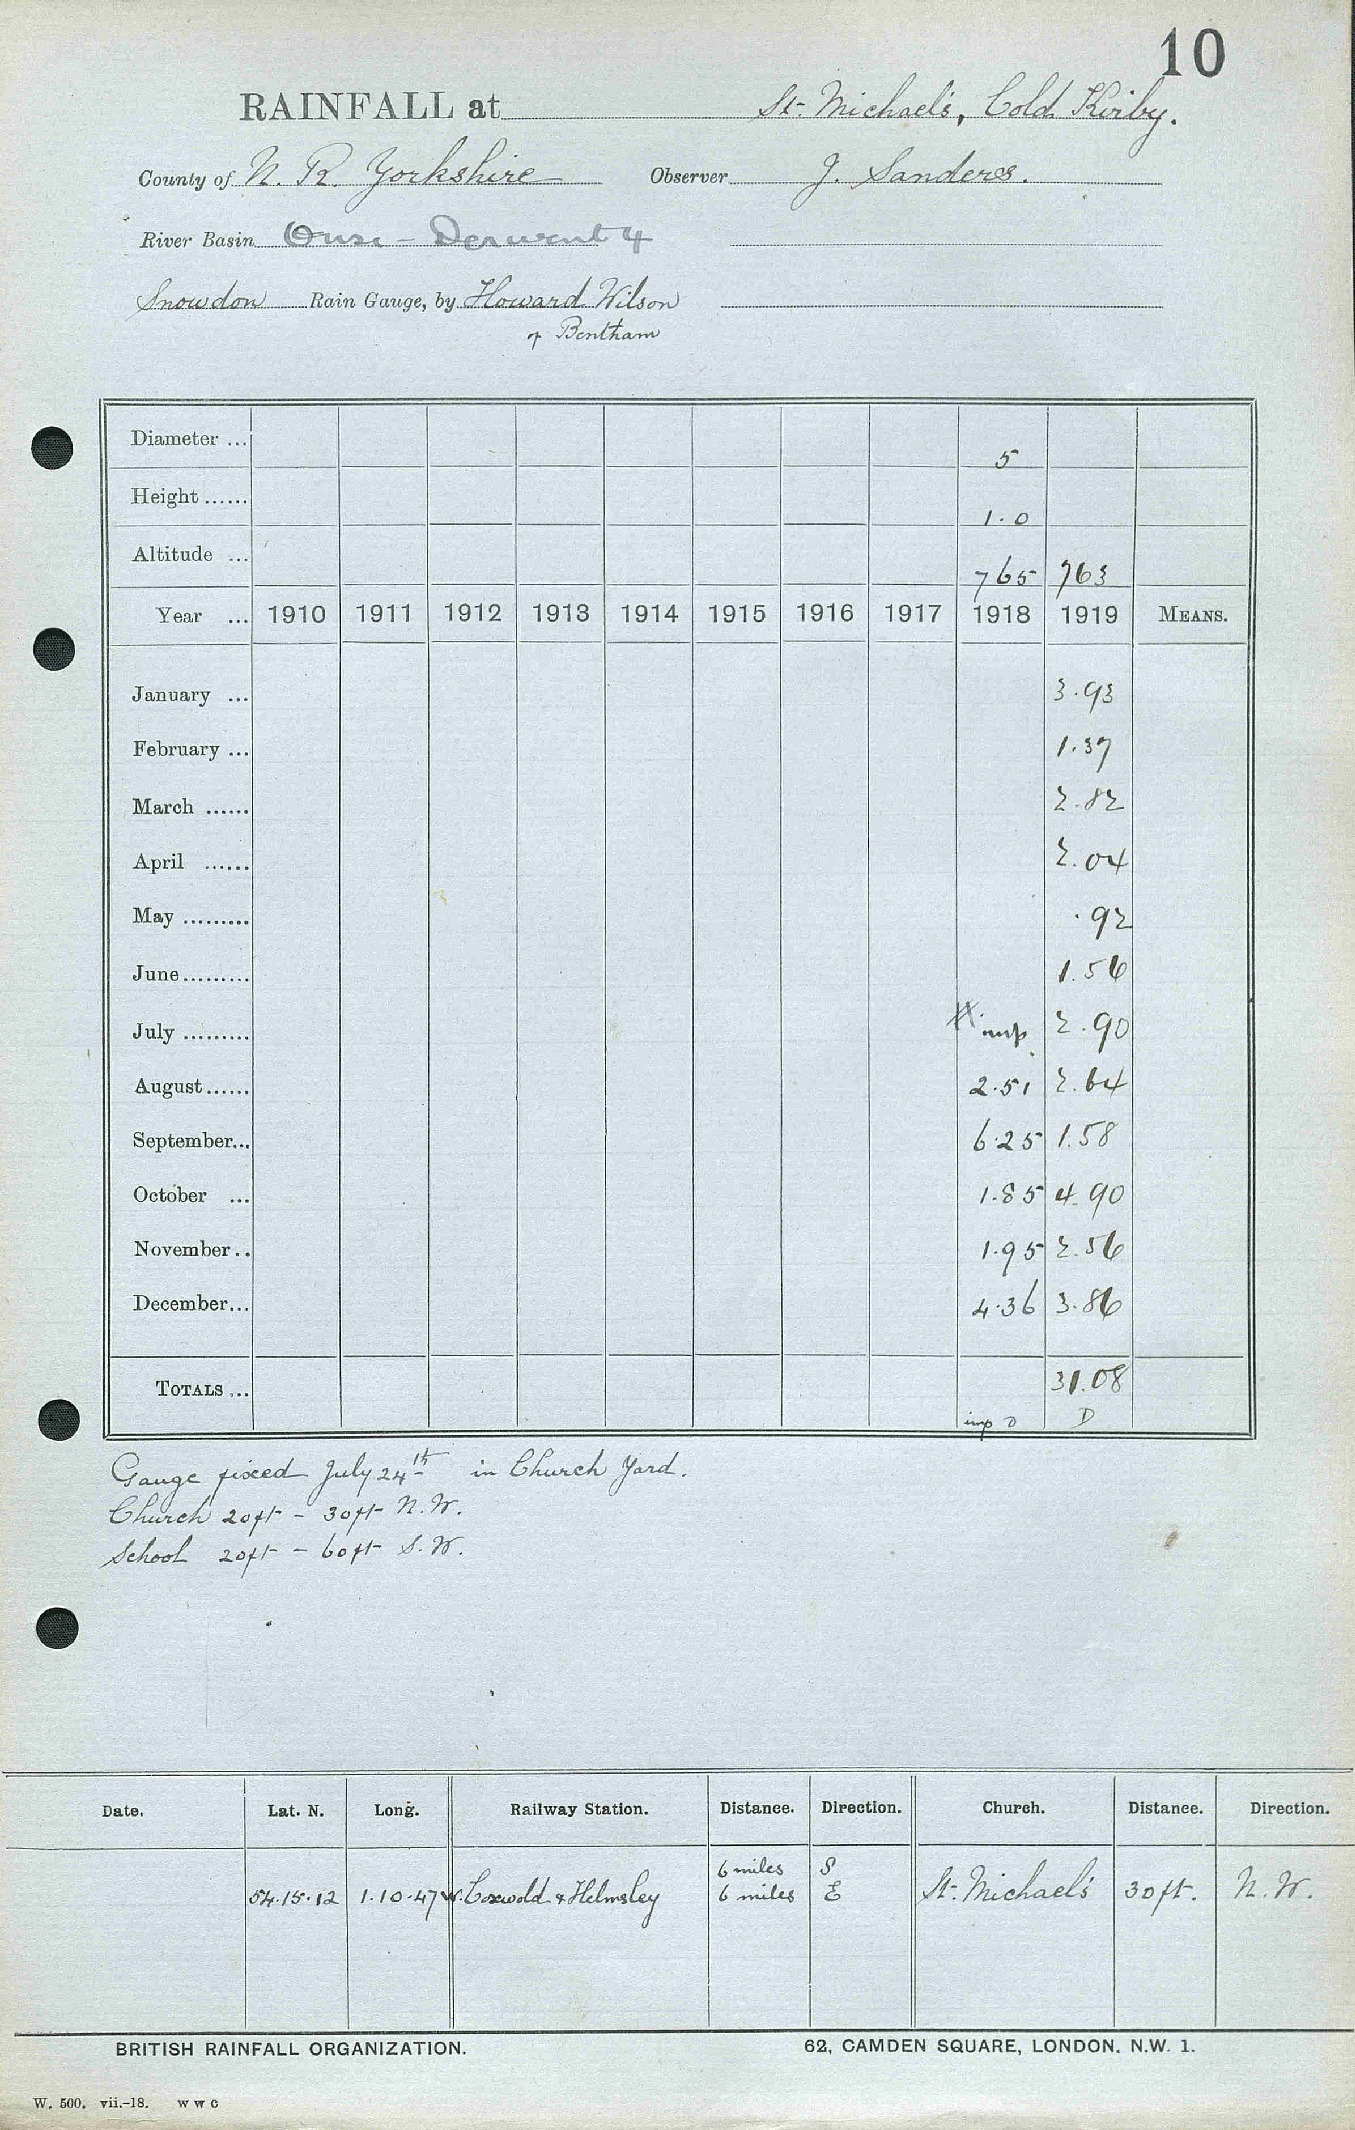 10
RAINFALL at St. Michael's, Cold Kirby.
County of N. R. Yorkshire Observer J. Sanders.
River Basin Ouse - Derwent 4
Snowdon Rain Gauge, by Howard Wilson
of Bentham
Diameter ... 5
Height ...... 1.0
Altitude ... 765 763
Year ... 1910 1911 1912 1913 1914 1915 1916 1917 1918 1919 MEANS.
January ... 3.93
February ... 1.37
March ...... 2.82
April ...... 2.04
May ......... .92
June......... 1.56
July ......... imp. 2.90
August...... 2.51 2.64
September... 6.25 1.58
October ... 1.85 4.90
November.. 1.95 2.56
December... 4.36 3.86
TOTALS ... 31.08
imp D D
Gauge fixed July 24th in Church Yard.
Church 20ft - 30ft N.W.
School 20ft - 60ft S.W.
Date. Lat. N. Long. Railway Station. Distance. Direction. Church. Distance. Direction.
6 miles S
54.15.12 1.10.47 W. Coxwold & Helmsley 6 miles E St. Michael's 30ft. N.W.
BRITISH RAINFALL ORGANIZATION. 62, CAMDEN SQUARE, LONDON. N.W. 1.
W. 500. vii.-18. W W C